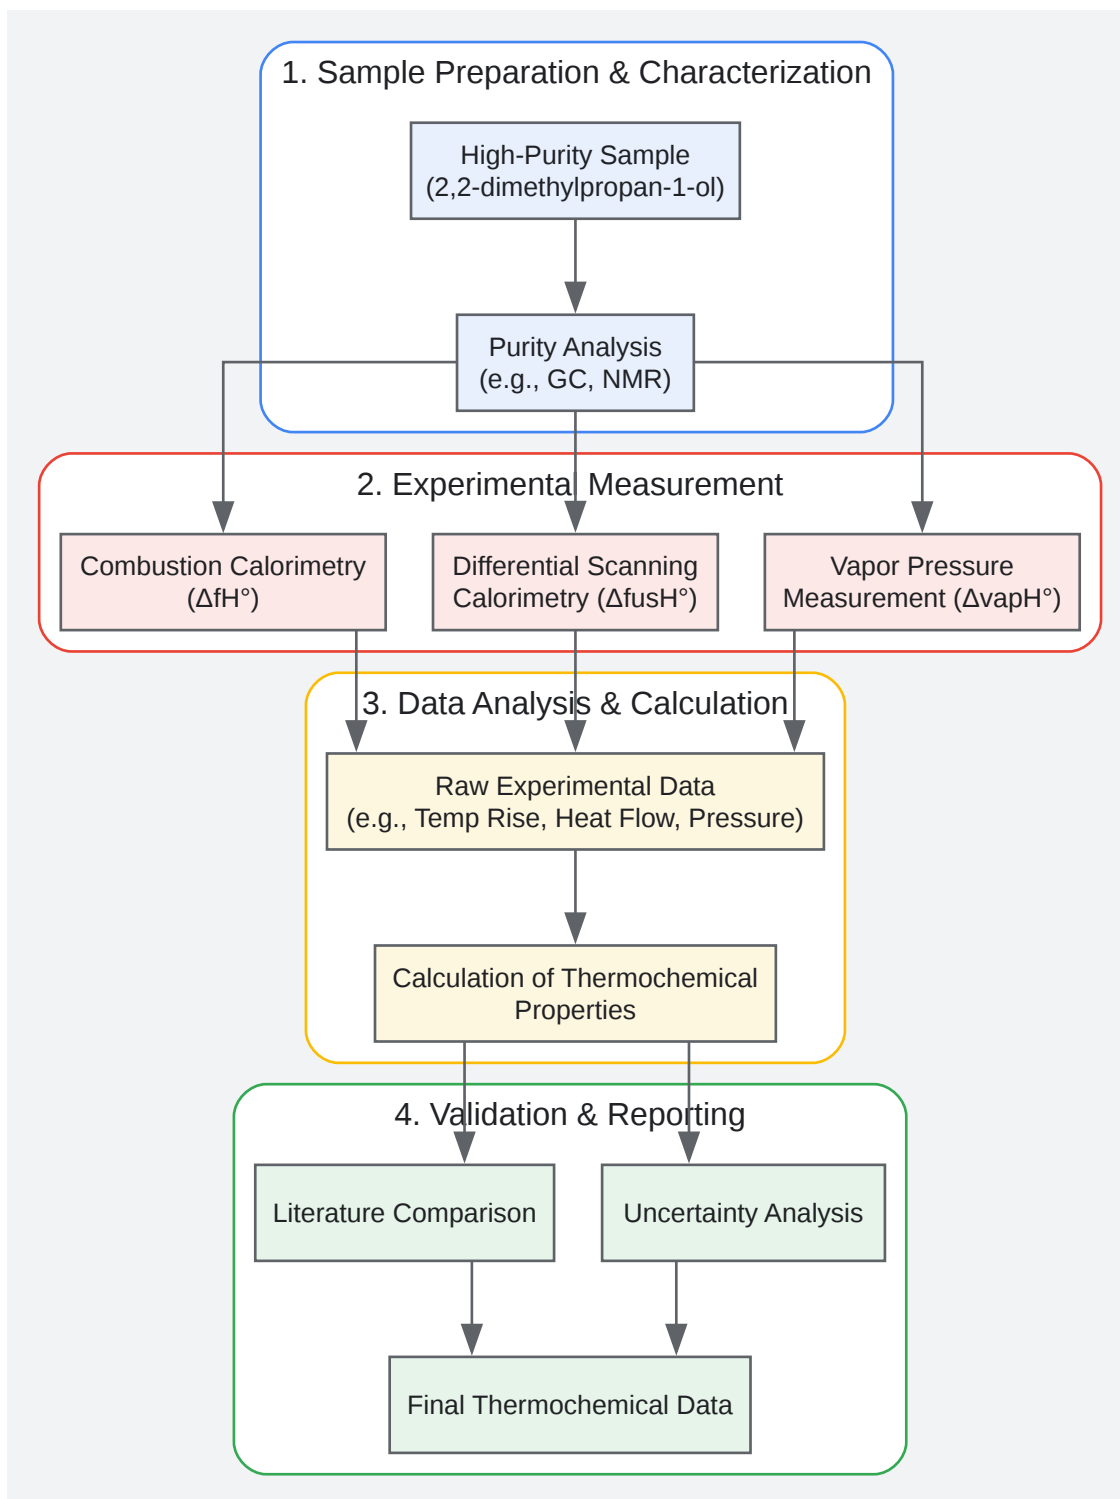 1. Sample Preparation & Characterization
High-Purity Sample
(2,2-dimethylpropan-1-ol)
Purity Analysis
(e.g., GC, NMR)
2. Experimental Measurement
Combustion Calorimetry
(ΔfH°)
Differential Scanning
Calorimetry (ΔfusH°)
Vapor Pressure
Measurement (ΔvapH°)
3. Data Analysis & Calculation
Raw Experimental Data
(e.g., Temp Rise, Heat Flow, Pressure)
Calculation of Thermochemical
Properties
4. Validation & Reporting
Literature Comparison
Uncertainty Analysis
Final Thermochemical Data